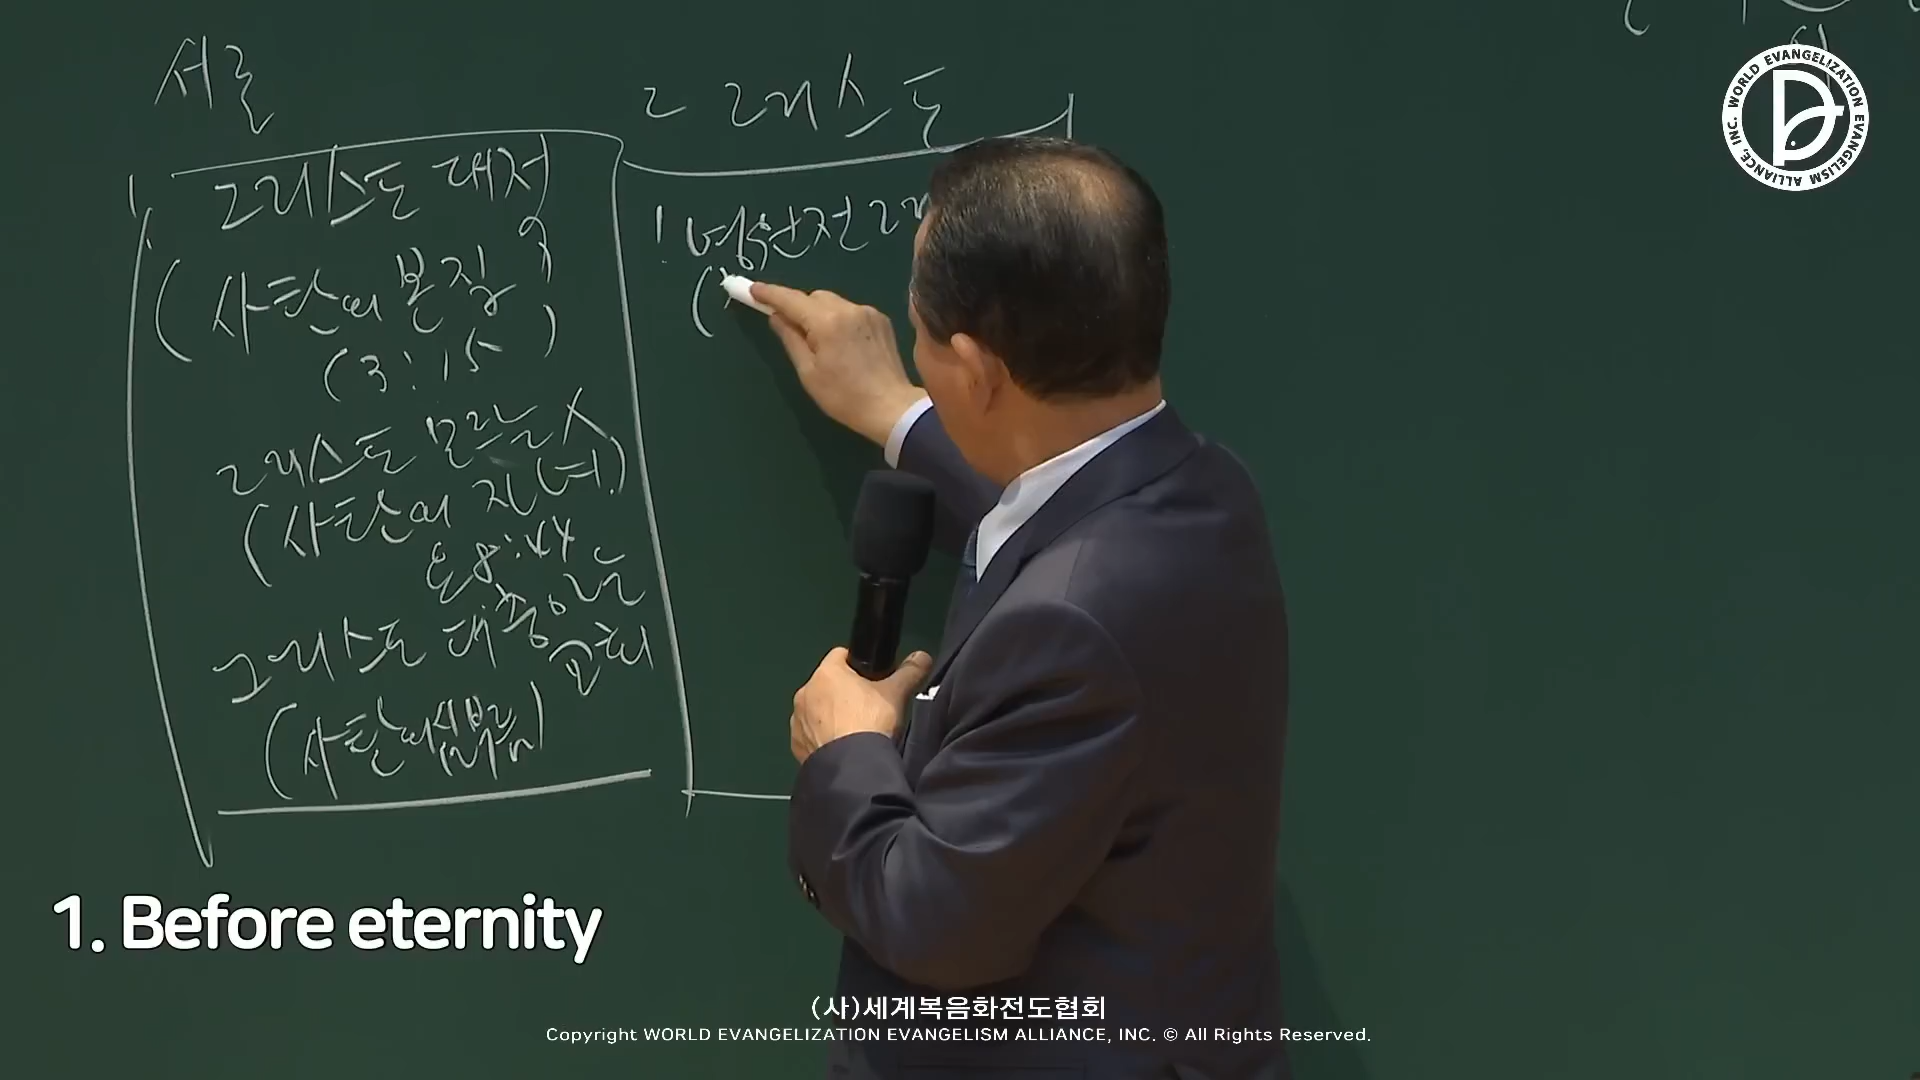 서론
1. 그리스도 대적
(사탄의 본질
(3:15)
그리스도 모르는 X
(사탄의 자녀)
요8:44
그리스도 대충 아는
교회
(사탄의 심부름)
그 그리스도
1 영원전 그리
(
1. Before eternity
WORLD EVANGELIZATION EVANGELISM ALLIANCE, INC.
(사)세계복음화전도협회
Copyright WORLD EVANGELIZATION EVANGELISM ALLIANCE, INC. © All Rights Reserved.